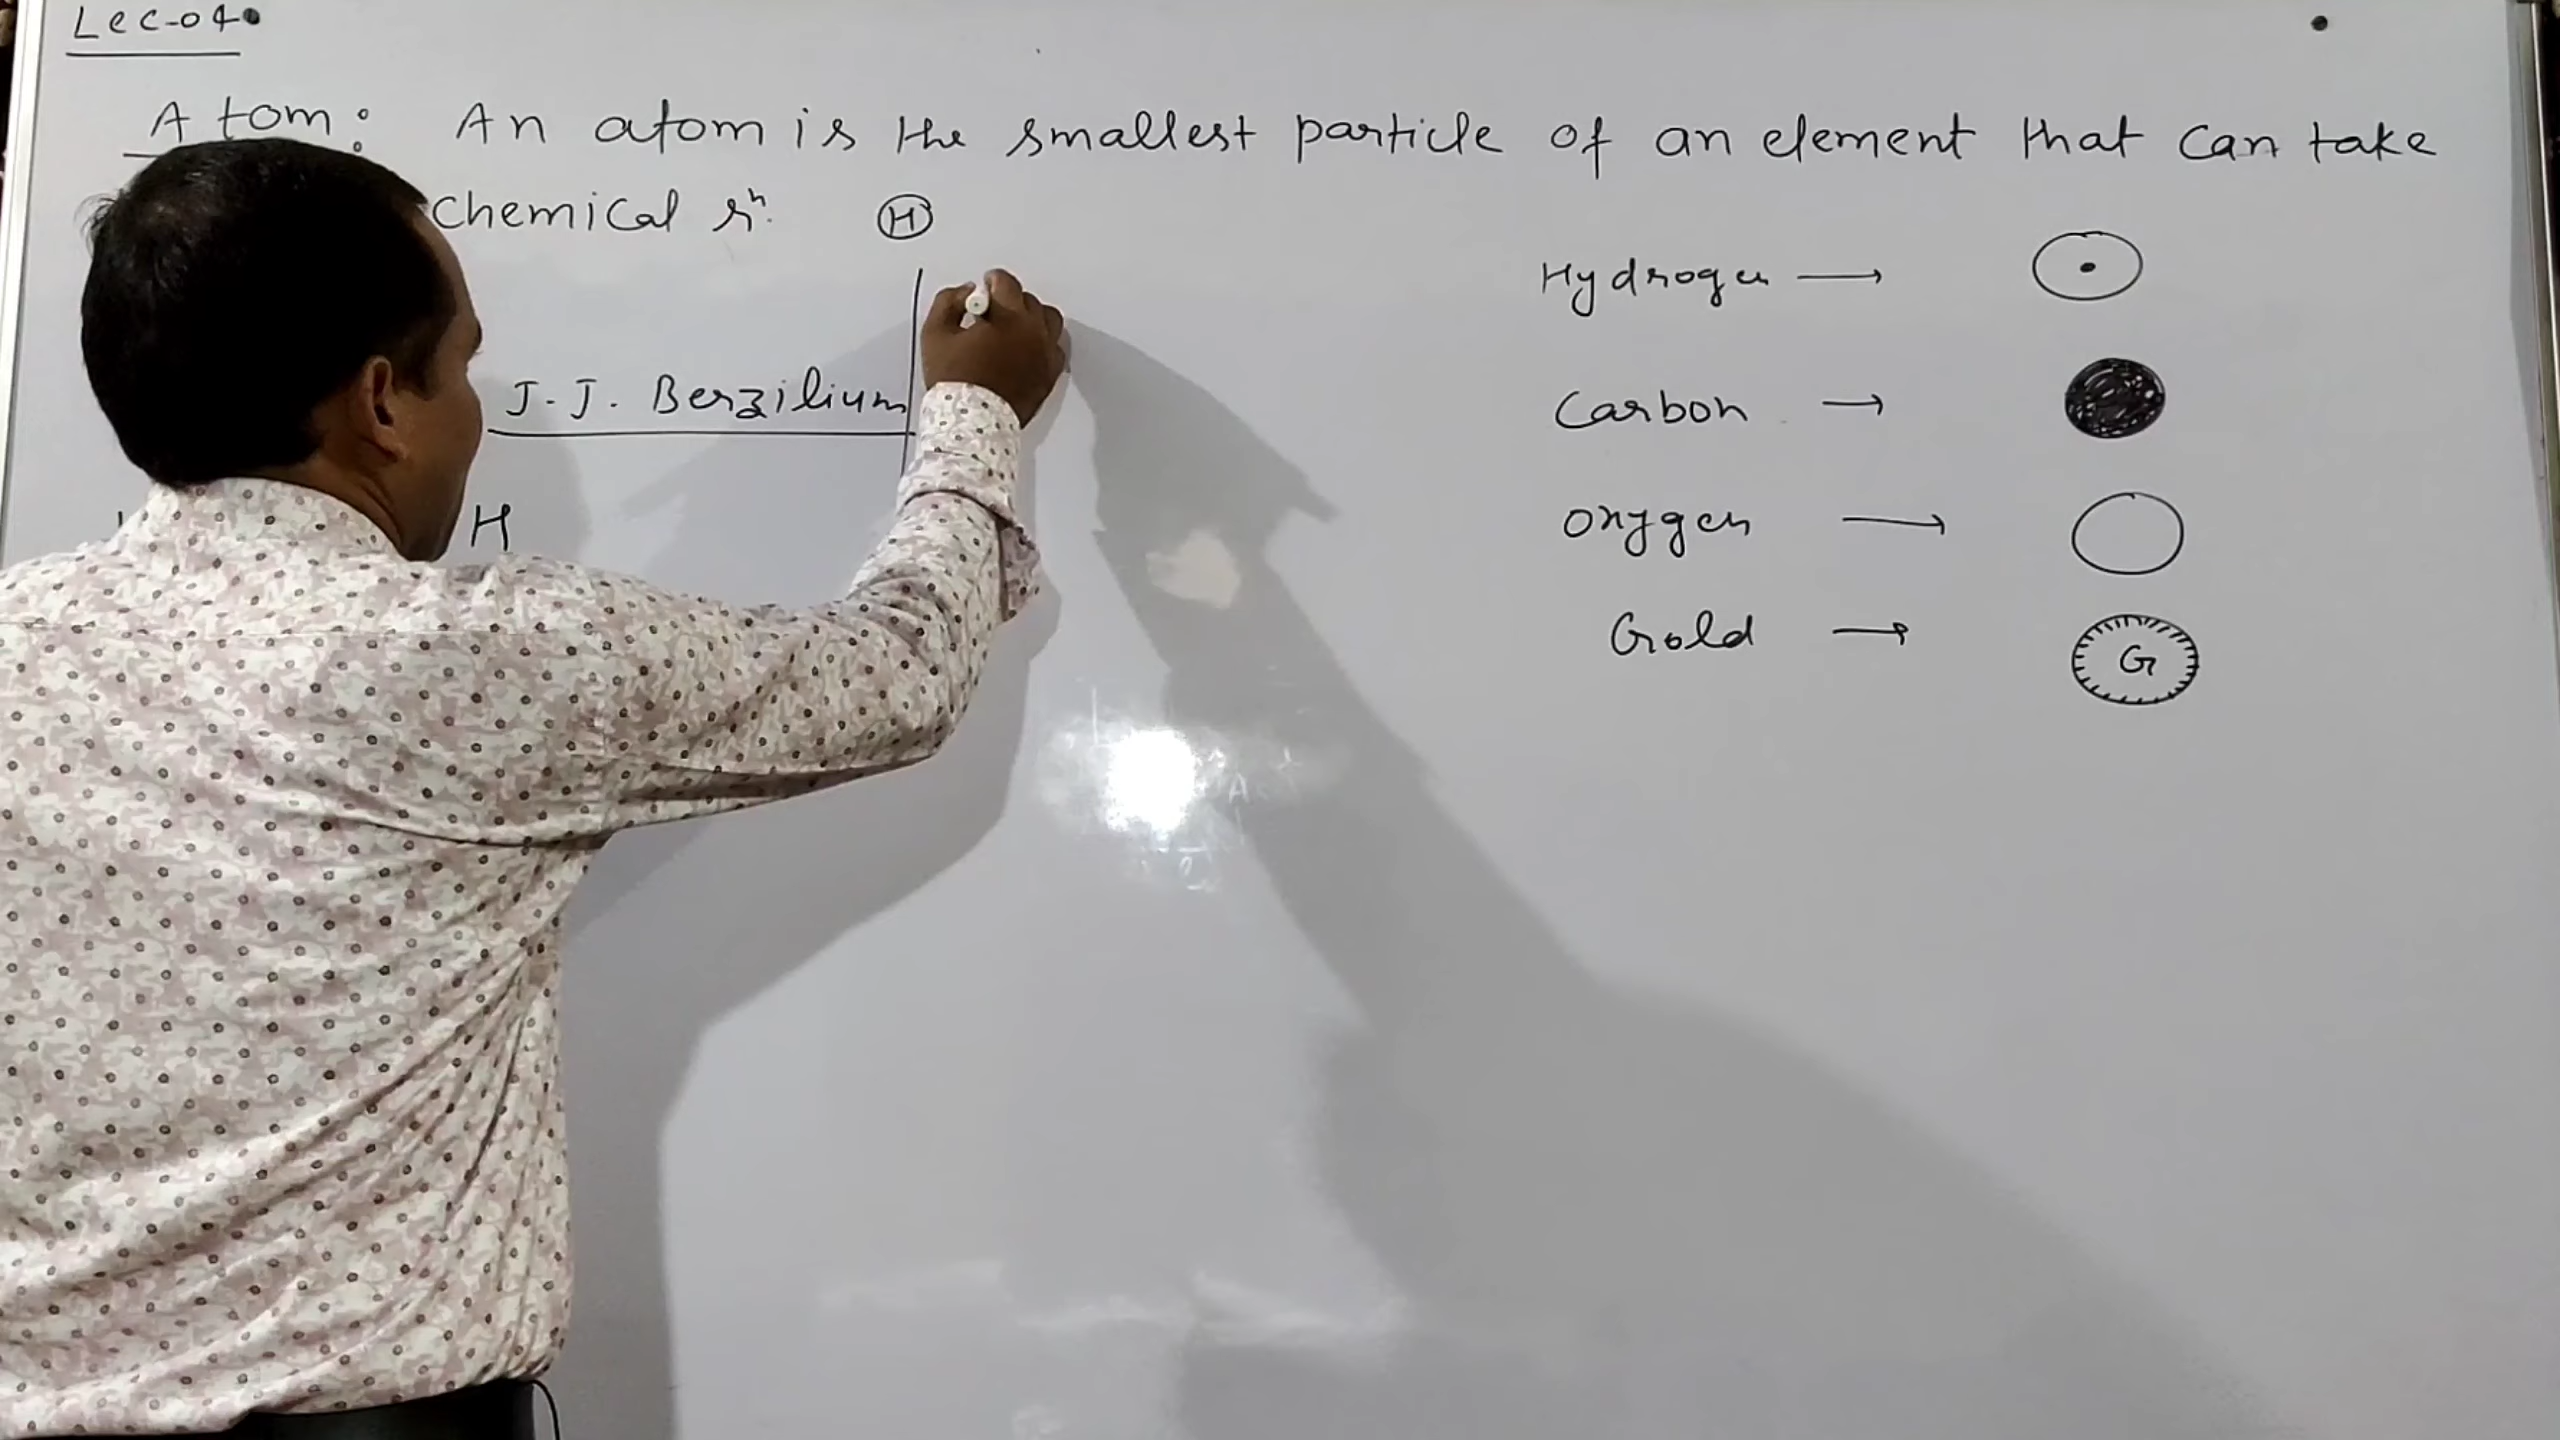 Lec-04
Atom: An atom is the smallest particle of an element that can take
chemical rⁿ. H
Hydrogen →
J.J. Berzilium
Carbon →
H
Oxygen →
Gold → G